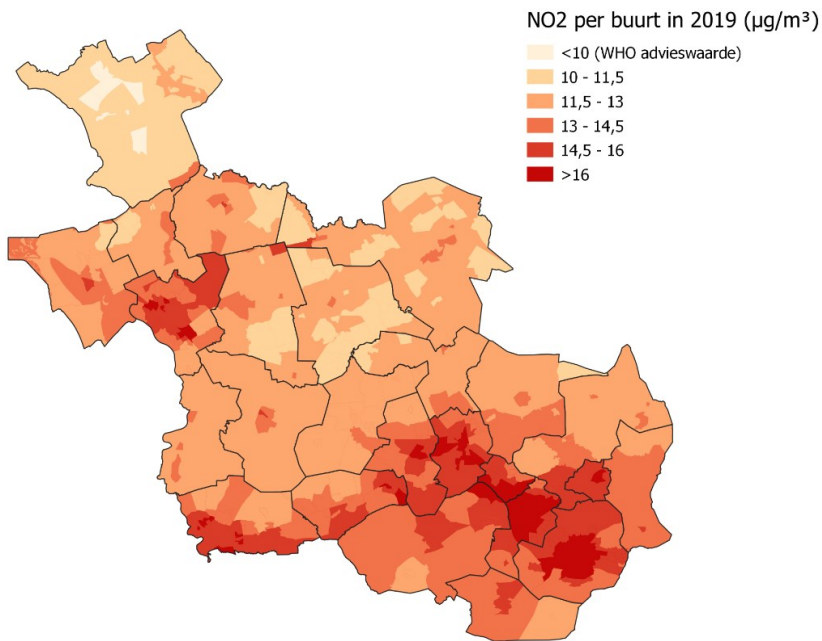 NO2 per buurt in 2019 (µg/m³)
<10 (WHO advieswaarde)
10 - 11,5
11,5 - 13
13 - 14,5
14,5 - 16
>16